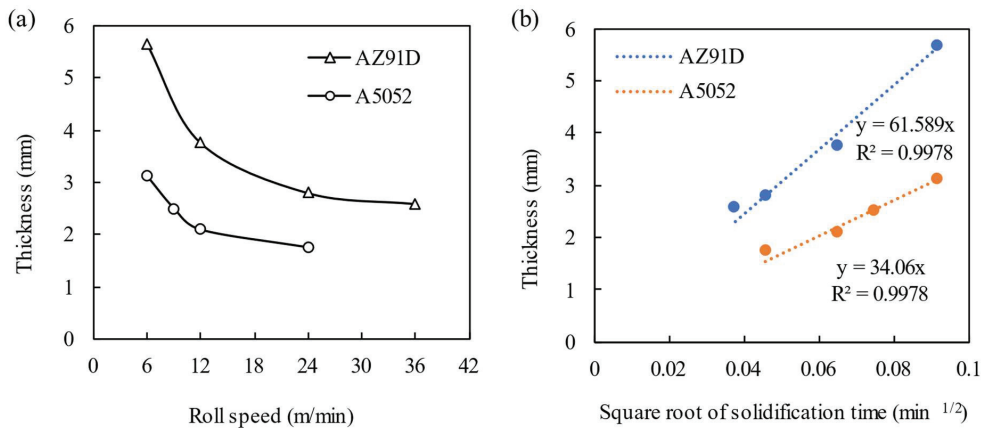 (a)
6
5
4
3
2
1
0
Thickness (mm)
AZ91D
A5052
0 6 12 18 24 30 36 42
Roll speed (m/min)
(b)
6
5
4
3
2
1
0
Thickness (mm)
AZ91D
A5052
y = 61.589x
R² = 0.9978
y = 34.06x
R² = 0.9978
0 0.02 0.04 0.06 0.08 0.1
Square root of solidification time (min 1/2)